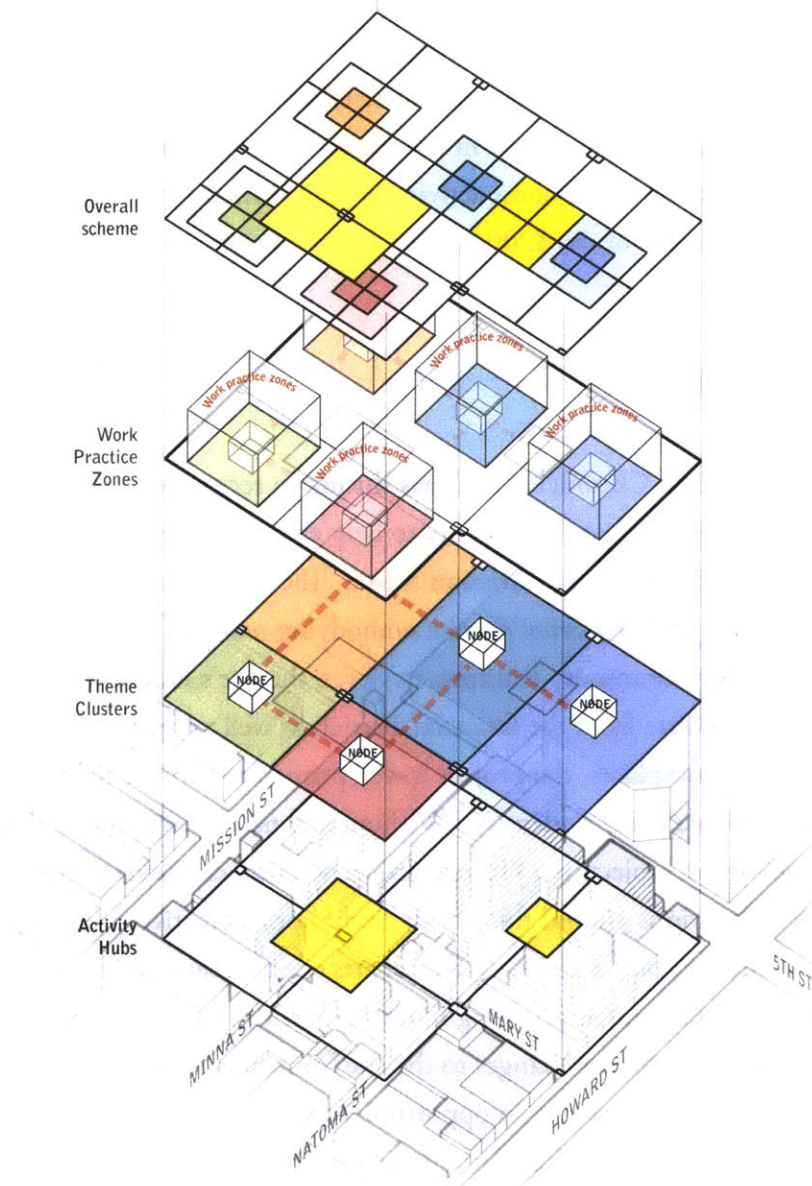 Overall
scheme
Work practice zones
Work practice zones
Work practice zones
Work practice zones
Work
Practice
Zones
NODE
NODE
NODE
NODE
Theme
Clusters
MISSION ST
Activity
Hubs
5TH ST
MARY ST
MINNA ST
HOWARD ST
NATOMA ST